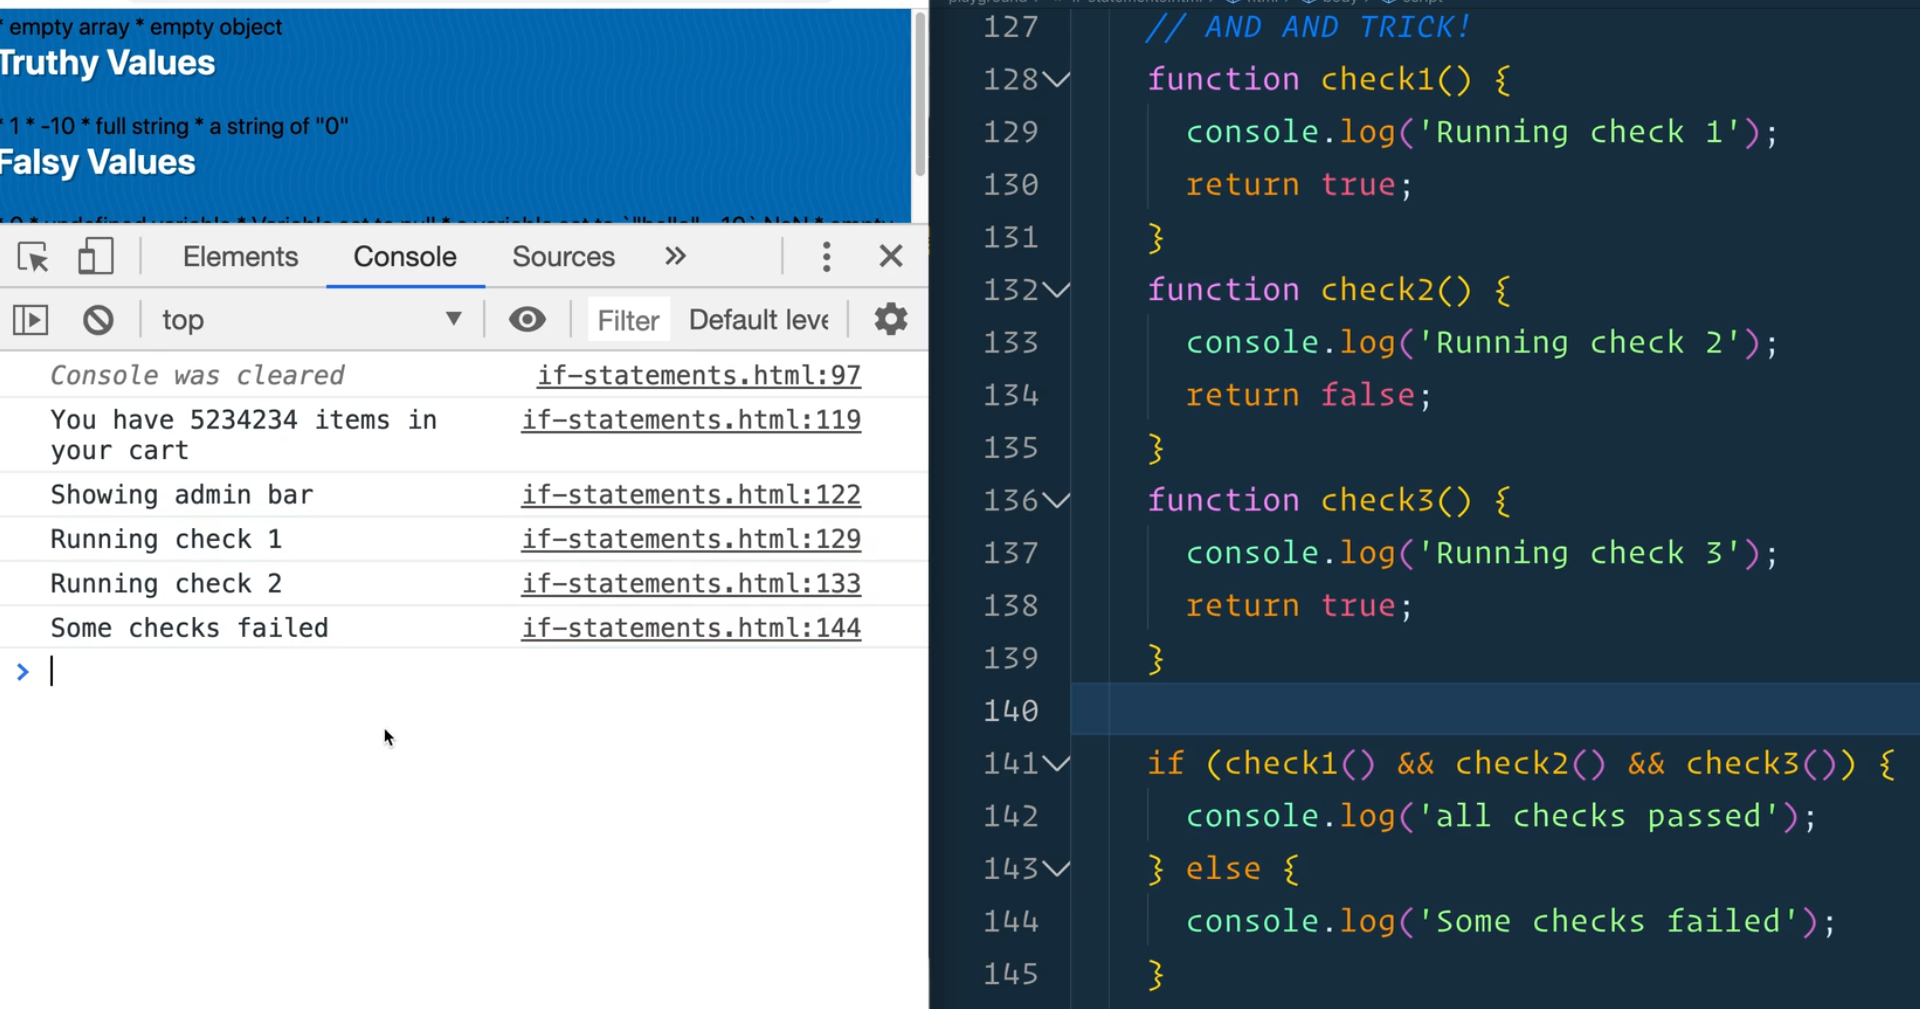 * empty array * empty object
Truthy Values
* 1 * -10 * full string * a string of "0"
Falsy Values
Elements Console Sources »
top Filter Default leve
Console was cleared if-statements.html:97
You have 5234234 items in your cart if-statements.html:119
Showing admin bar if-statements.html:122
Running check 1 if-statements.html:129
Running check 2 if-statements.html:133
Some checks failed if-statements.html:144
>
127 // AND AND TRICK!
128 function check1() {
129 console.log('Running check 1');
130 return true;
131 }
132 function check2() {
133 console.log('Running check 2');
134 return false;
135 }
136 function check3() {
137 console.log('Running check 3');
138 return true;
139 }
140
141 if (check1() && check2() && check3()) {
142 console.log('all checks passed');
143 } else {
144 console.log('Some checks failed');
145 }